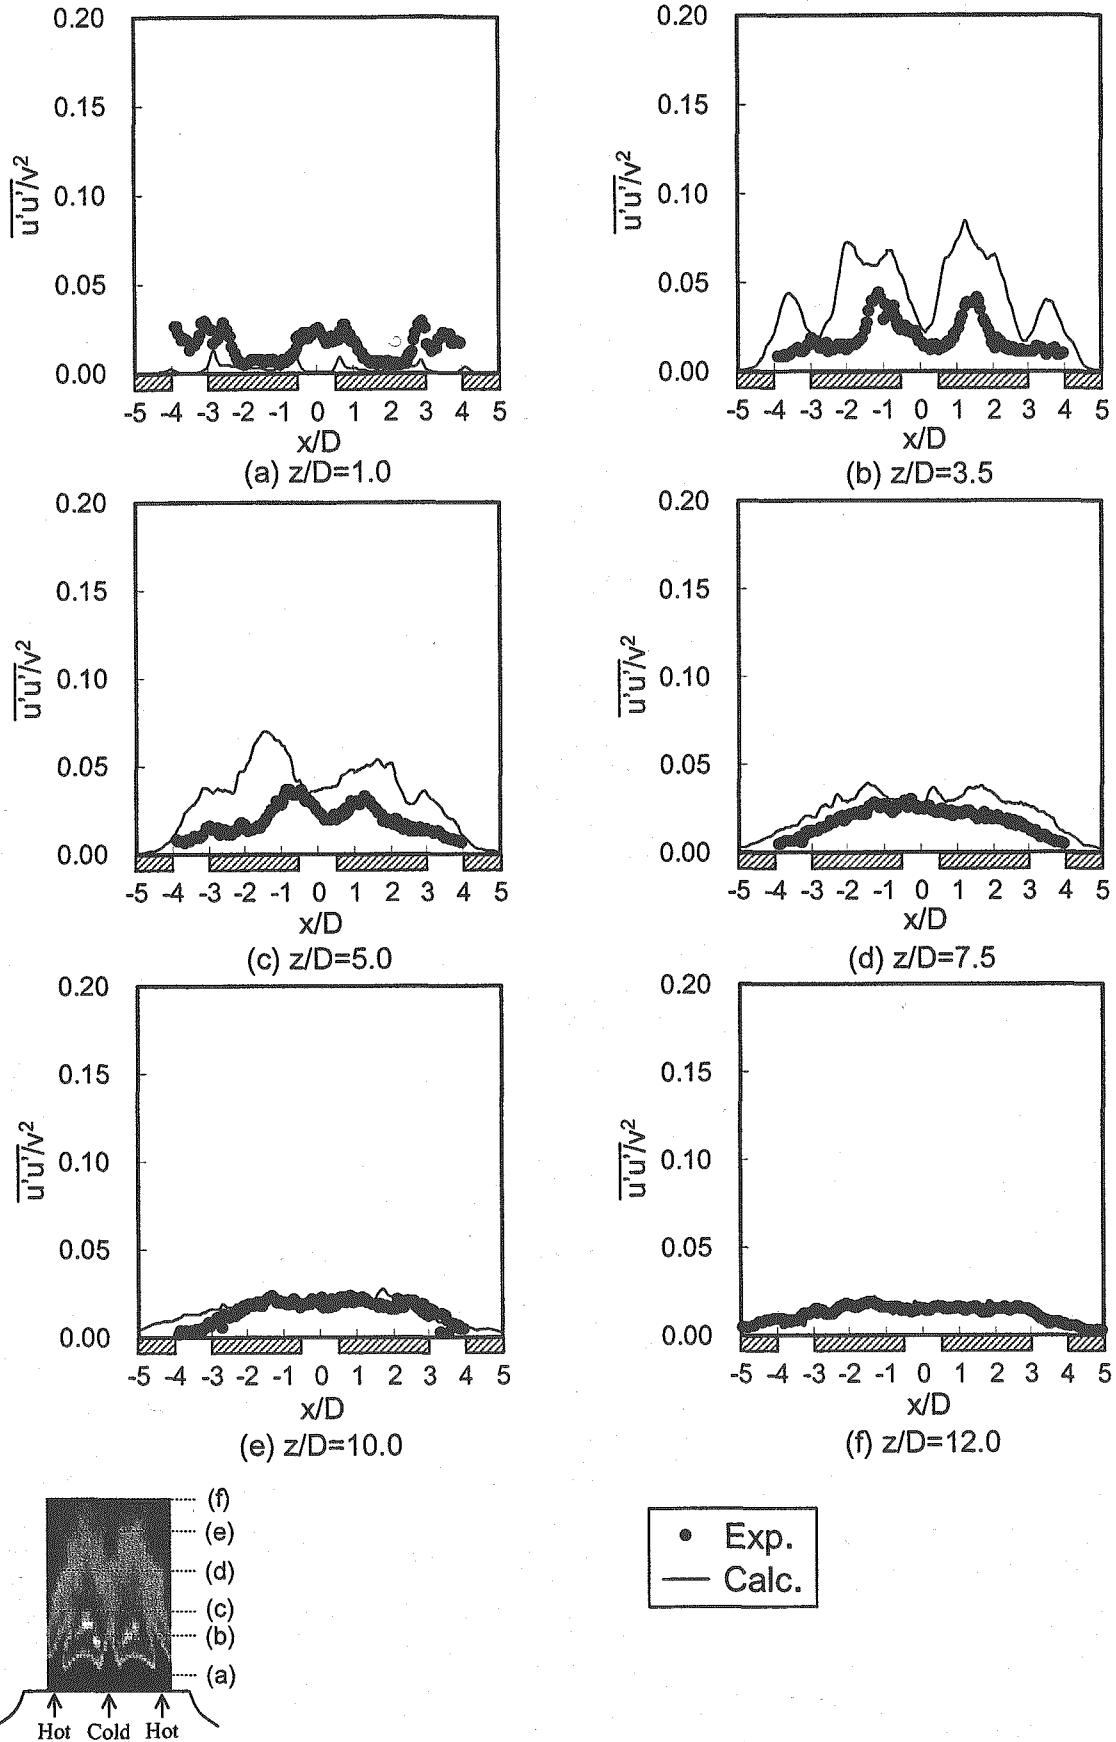 0.20
0.15
0.10
0.05
0.00
u'u'/v²
-5 -4 -3 -2 -1 0 1 2 3 4 5
x/D
(a) z/D=1.0
0.20
0.15
0.10
0.05
0.00
u'u'/v²
-5 -4 -3 -2 -1 0 1 2 3 4 5
x/D
(b) z/D=3.5
0.20
0.15
0.10
0.05
0.00
u'u'/v²
-5 -4 -3 -2 -1 0 1 2 3 4 5
x/D
(c) z/D=5.0
0.20
0.15
0.10
0.05
0.00
u'u'/v²
-5 -4 -3 -2 -1 0 1 2 3 4 5
x/D
(d) z/D=7.5
0.20
0.15
0.10
0.05
0.00
u'u'/v²
-5 -4 -3 -2 -1 0 1 2 3 4 5
x/D
(e) z/D=10.0
0.20
0.15
0.10
0.05
0.00
u'u'/v²
-5 -4 -3 -2 -1 0 1 2 3 4 5
x/D
(f) z/D=12.0
(f)
(e)
(d)
(c)
(b)
(a)
Hot Cold Hot
Exp.
Calc.